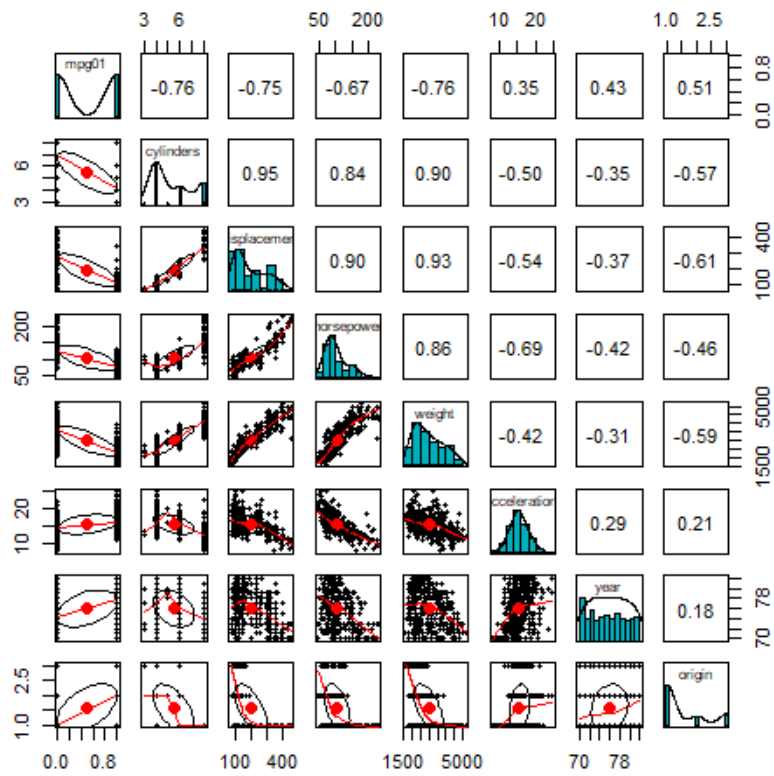 3 6 50 200 10 20 1.0 2.5
mpg01 -0.76 -0.75 -0.67 -0.76 0.35 0.43 0.51 0.0 0.8
3 6 cylinders 0.95 0.84 0.90 -0.50 -0.35 -0.57
isplacemen 0.90 0.93 -0.54 -0.37 -0.61 100 400
50 200 horsepower 0.86 -0.69 -0.42 -0.46
weight -0.42 -0.31 -0.59 1500 5000
10 20 cceleration 0.29 0.21
year 0.18 70 78
1.0 2.5 origin
0.0 0.8 100 400 1500 5000 70 78